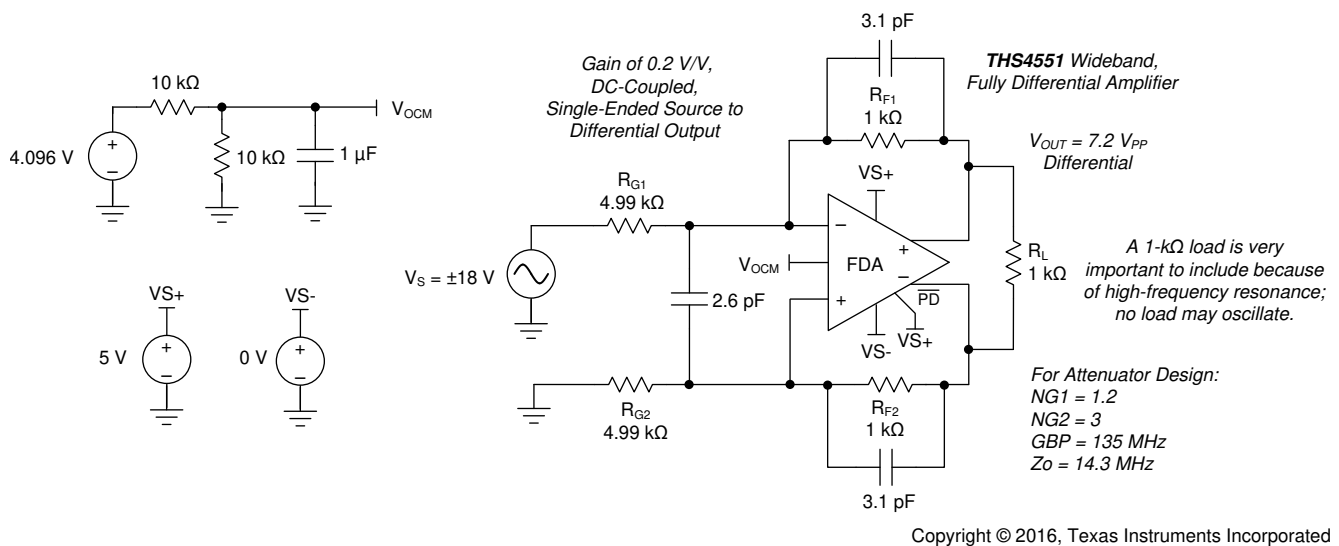 10 kΩ
V_OCM
4.096 V
+
−
10 kΩ
1 µF
VS+
5 V
+
−
VS-
0 V
+
−
Gain of 0.2 V/V,
DC-Coupled,
Single-Ended Source to
Differential Output
3.1 pF
R_F1
1 kΩ
THS4551 Wideband,
Fully Differential Amplifier
V_OUT = 7.2 V_PP
Differential
R_G1
4.99 kΩ
VS+
V_S = ±18 V
2.6 pF
V_OCM
−
FDA
+
+
−
PD
VS-
VS+
R_L
1 kΩ
A 1-kΩ load is very
important to include because
of high-frequency resonance;
no load may oscillate.
R_G2
4.99 kΩ
R_F2
1 kΩ
3.1 pF
For Attenuator Design:
NG1 = 1.2
NG2 = 3
GBP = 135 MHz
Zo = 14.3 MHz
Copyright © 2016, Texas Instruments Incorporated